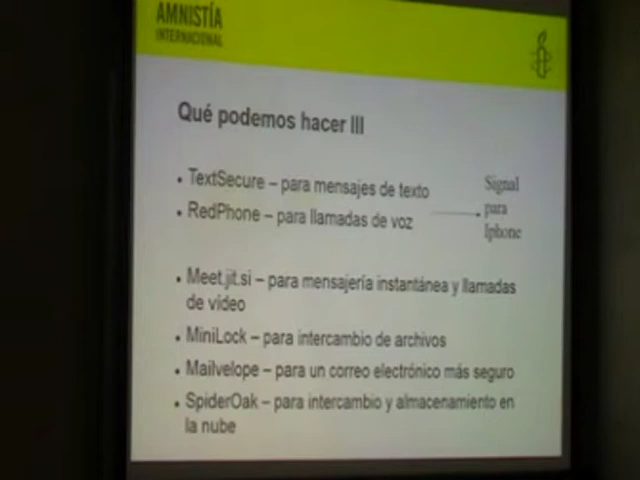 AMNISTÍA
INTERNACIONAL
Qué podemos hacer III
• TextSecure – para mensajes de texto
• RedPhone – para llamadas de voz
Signal
para
Iphone
• Meet.jit.si – para mensajería instantánea y llamadas
de vídeo
• MiniLock – para intercambio de archivos
• Mailvelope – para un correo electrónico más seguro
• SpiderOak – para intercambio y almacenamiento en
la nube